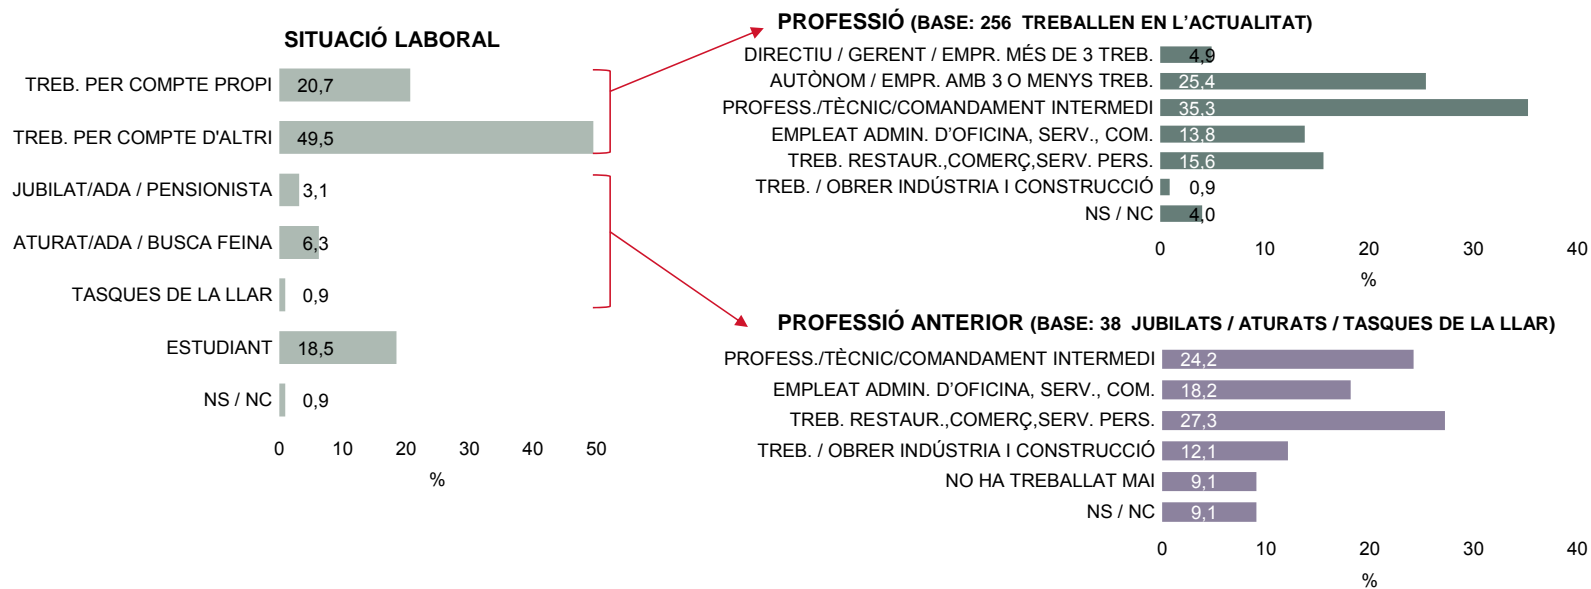 SITUACIÓ LABORAL
TREB. PER COMPTE PROPI 20,7
TREB. PER COMPTE D'ALTRI 49,5
JUBILAT/ADA / PENSIONISTA 3,1
ATURAT/ADA / BUSCA FEINA 6,3
TASQUES DE LA LLAR 0,9
ESTUDIANT 18,5
NS / NC 0,9
0 10 20 30 40 50
%
PROFESSIÓ (BASE: 256 TREBALLEN EN L’ACTUALITAT)
DIRECTIU / GERENT / EMPR. MÉS DE 3 TREB. 4,9
AUTÒNOM / EMPR. AMB 3 O MENYS TREB. 25,4
PROFESS./TÈCNIC/COMANDAMENT INTERMEDI 35,3
EMPLEAT ADMIN. D’OFICINA, SERV., COM. 13,8
TREB. RESTAUR.,COMERÇ,SERV. PERS. 15,6
TREB. / OBRER INDÚSTRIA I CONSTRUCCIÓ 0,9
NS / NC 4,0
0 10 20 30 40
%
PROFESSIÓ ANTERIOR (BASE: 38 JUBILATS / ATURATS / TASQUES DE LA LLAR)
PROFESS./TÈCNIC/COMANDAMENT INTERMEDI 24,2
EMPLEAT ADMIN. D’OFICINA, SERV., COM. 18,2
TREB. RESTAUR.,COMERÇ,SERV. PERS. 27,3
TREB. / OBRER INDÚSTRIA I CONSTRUCCIÓ 12,1
NO HA TREBALLAT MAI 9,1
NS / NC 9,1
0 10 20 30 40
%